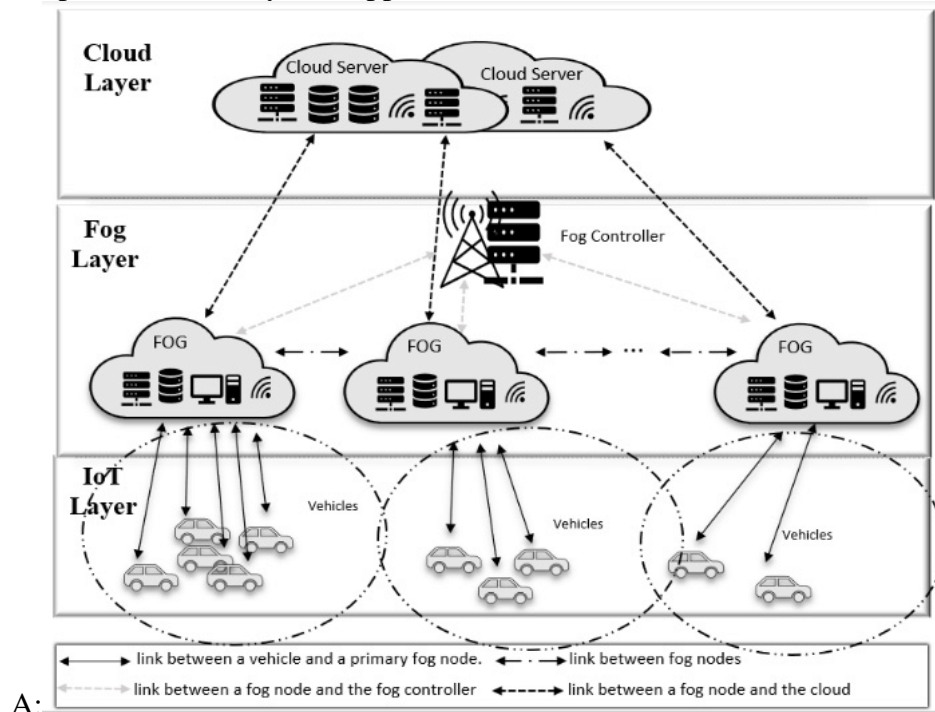 Cloud
Layer
Cloud Server
Cloud Server
Fog
Layer
Fog Controller
FOG
FOG
...
FOG
IoT
Layer
Vehicles
Vehicles
Vehicles
link between a vehicle and a primary fog node.
link between fog nodes
link between a fog node and the fog controller
link between a fog node and the cloud
A: